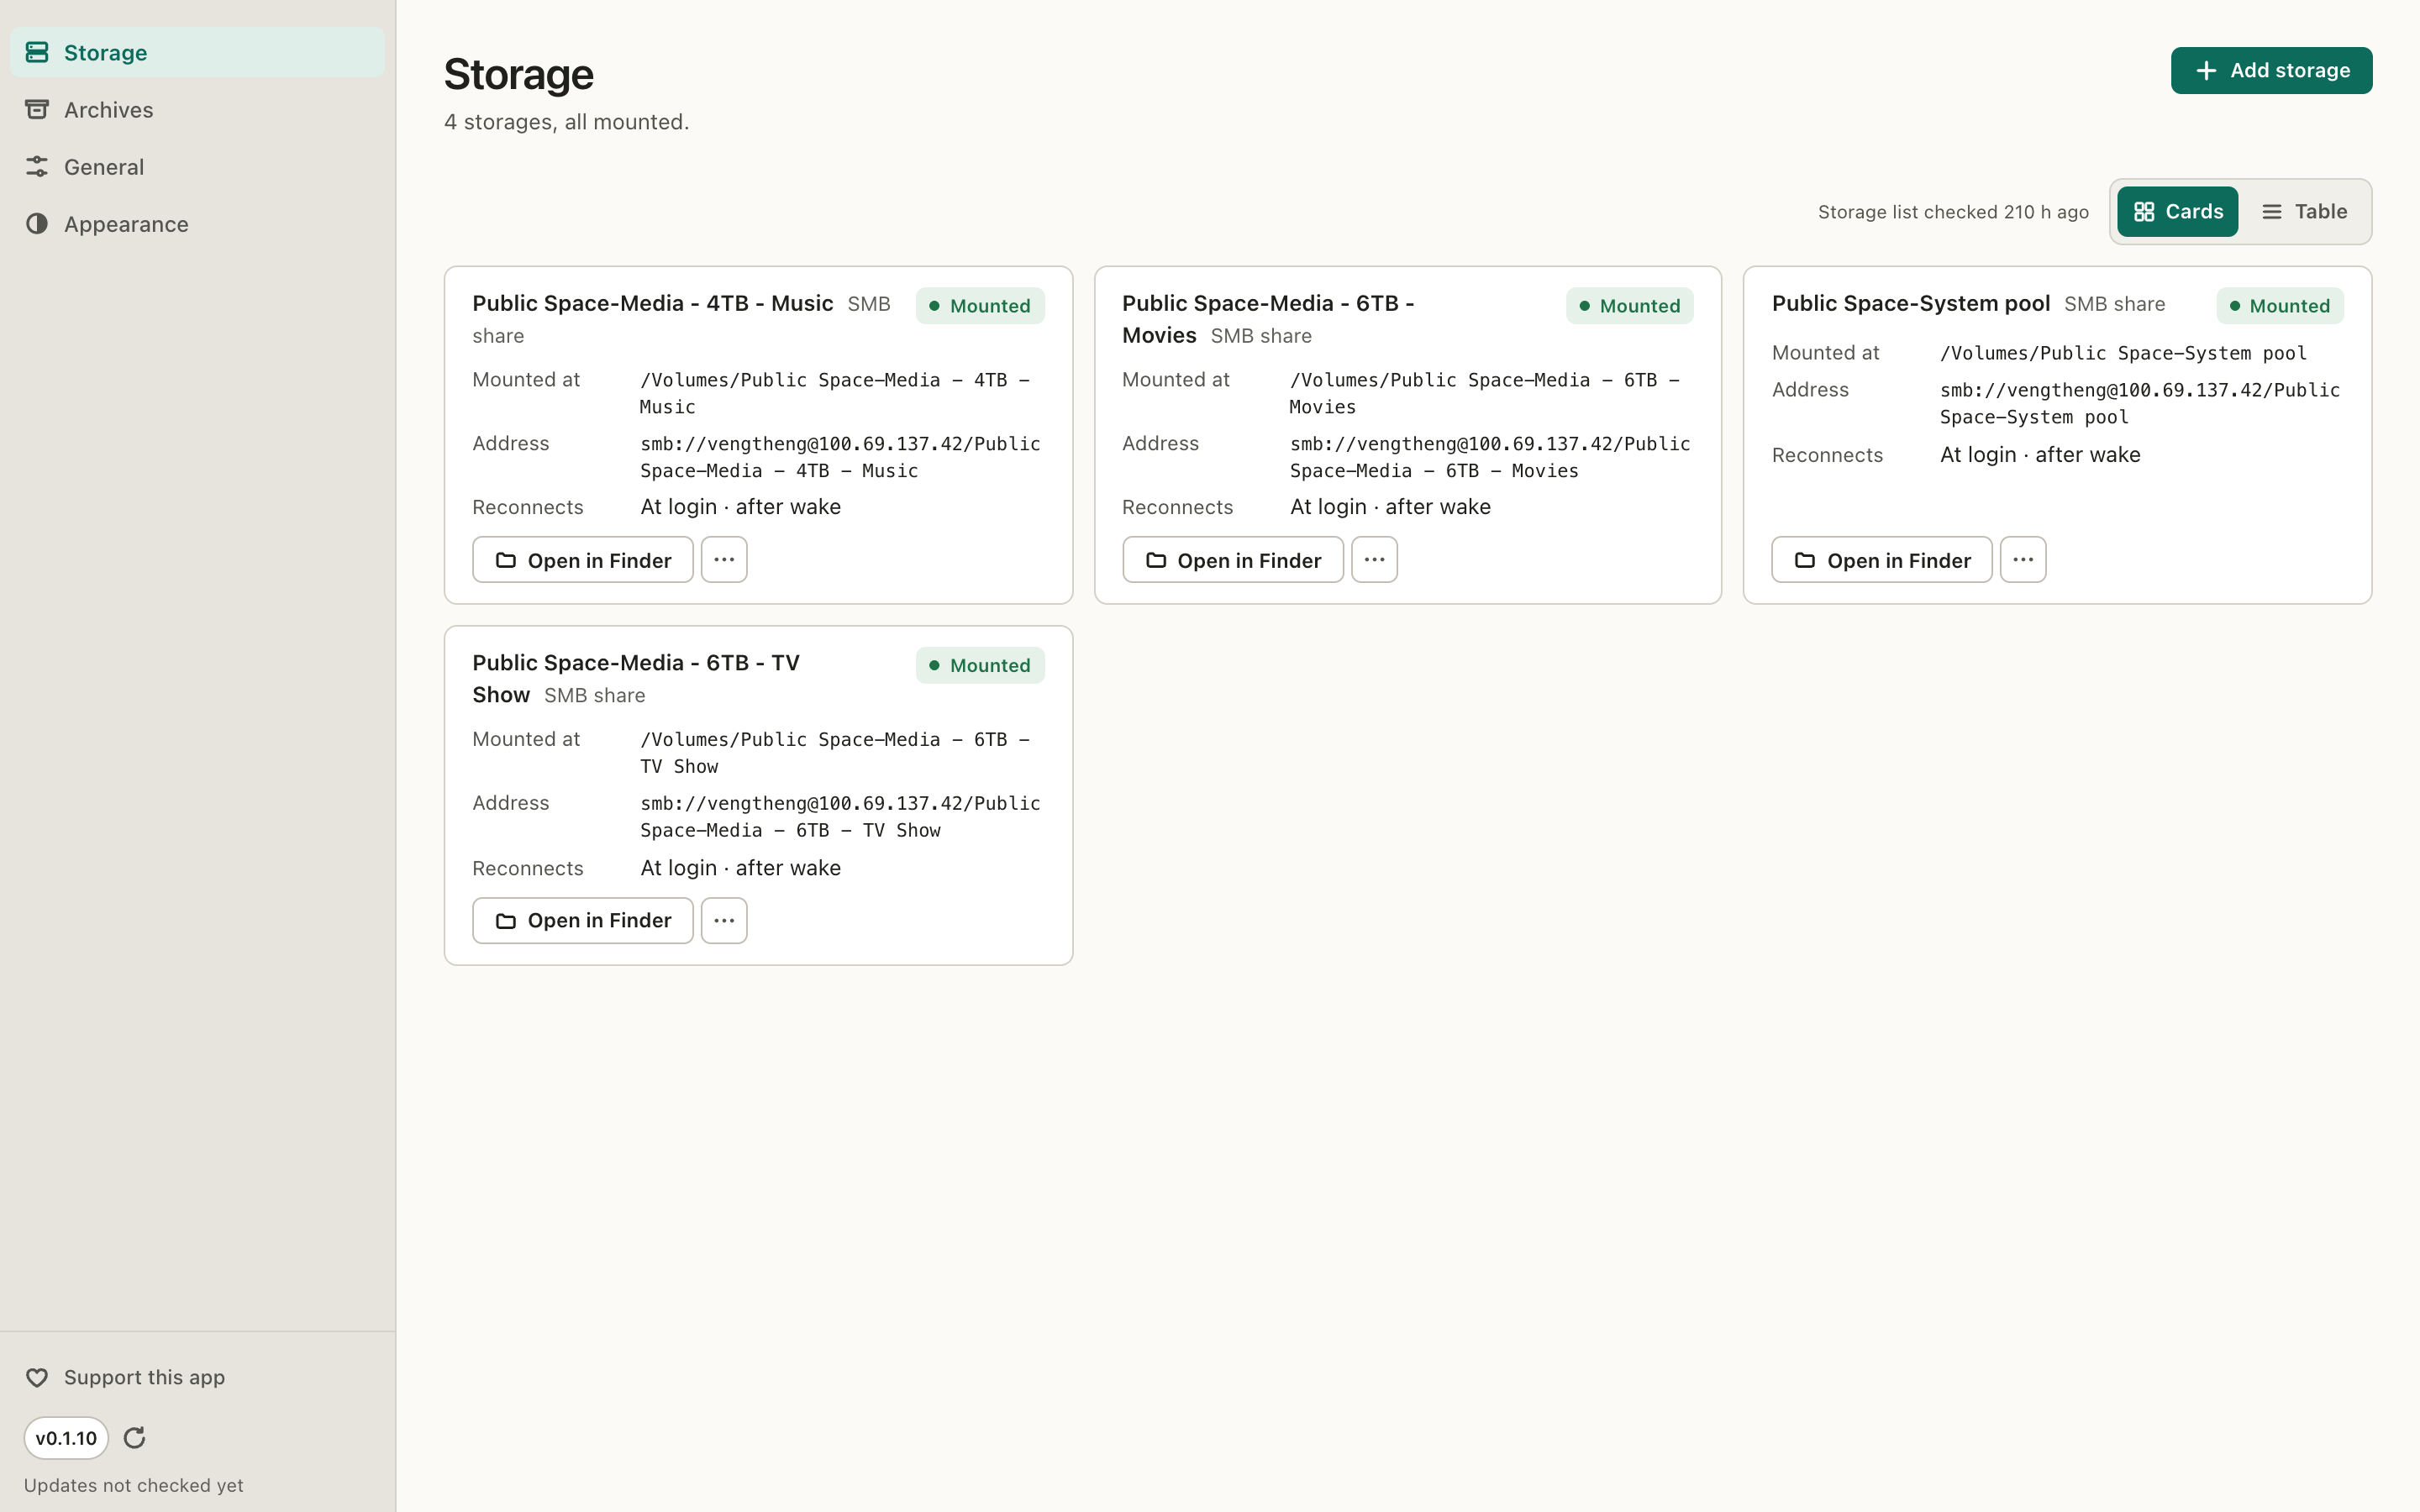 Storage
Archives
General
Appearance
Support this app
v0.1.10
Updates not checked yet
Storage
4 storages, all mounted.
Add storage
Storage list checked 210 h ago
Cards
Table
Public Space-Media - 4TB - Music SMB
share
Mounted
Mounted at
/Volumes/Public Space-Media - 4TB -
Music
Address
smb://vengtheng@100.69.137.42/Public
Space-Media - 4TB - Music
Reconnects
At login · after wake
Open in Finder
Public Space-Media - 6TB -
Movies SMB share
Mounted
Mounted at
/Volumes/Public Space-Media - 6TB -
Movies
Address
smb://vengtheng@100.69.137.42/Public
Space-Media - 6TB - Movies
Reconnects
At login · after wake
Open in Finder
Public Space-System pool SMB share
Mounted
Mounted at
/Volumes/Public Space-System pool
Address
smb://vengtheng@100.69.137.42/Public
Space-System pool
Reconnects
At login · after wake
Open in Finder
Public Space-Media - 6TB - TV
Show SMB share
Mounted
Mounted at
/Volumes/Public Space-Media - 6TB -
TV Show
Address
smb://vengtheng@100.69.137.42/Public
Space-Media - 6TB - TV Show
Reconnects
At login · after wake
Open in Finder